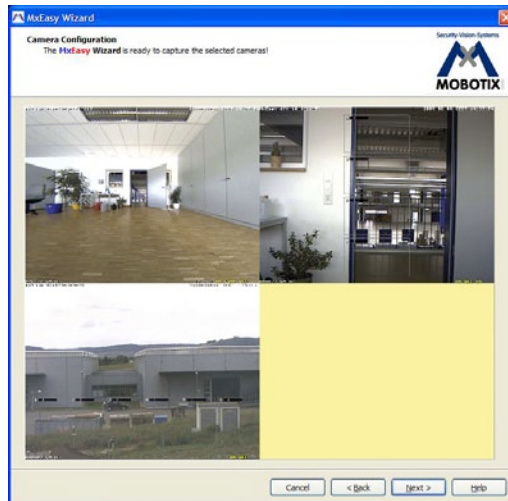 MxEasy Wizard
Camera Configuration
The MxEasy Wizard is ready to capture the selected cameras!
Security-Vision-Systems
MOBOTIX
Cancel
< Back
Next >
Help